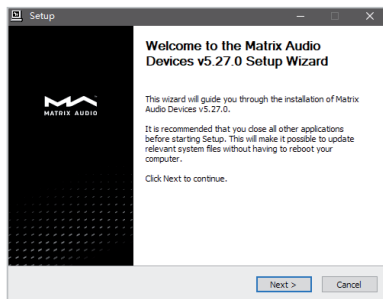 Setup
Welcome to the Matrix Audio
Devices v5.27.0 Setup Wizard
MATRIX AUDIO
This wizard will guide you through the installation of Matrix
Audio Devices v5.27.0.
It is recommended that you close all other applications
before starting Setup. This will make it possible to update
relevant system files without having to reboot your
computer.
Click Next to continue.
Next >
Cancel